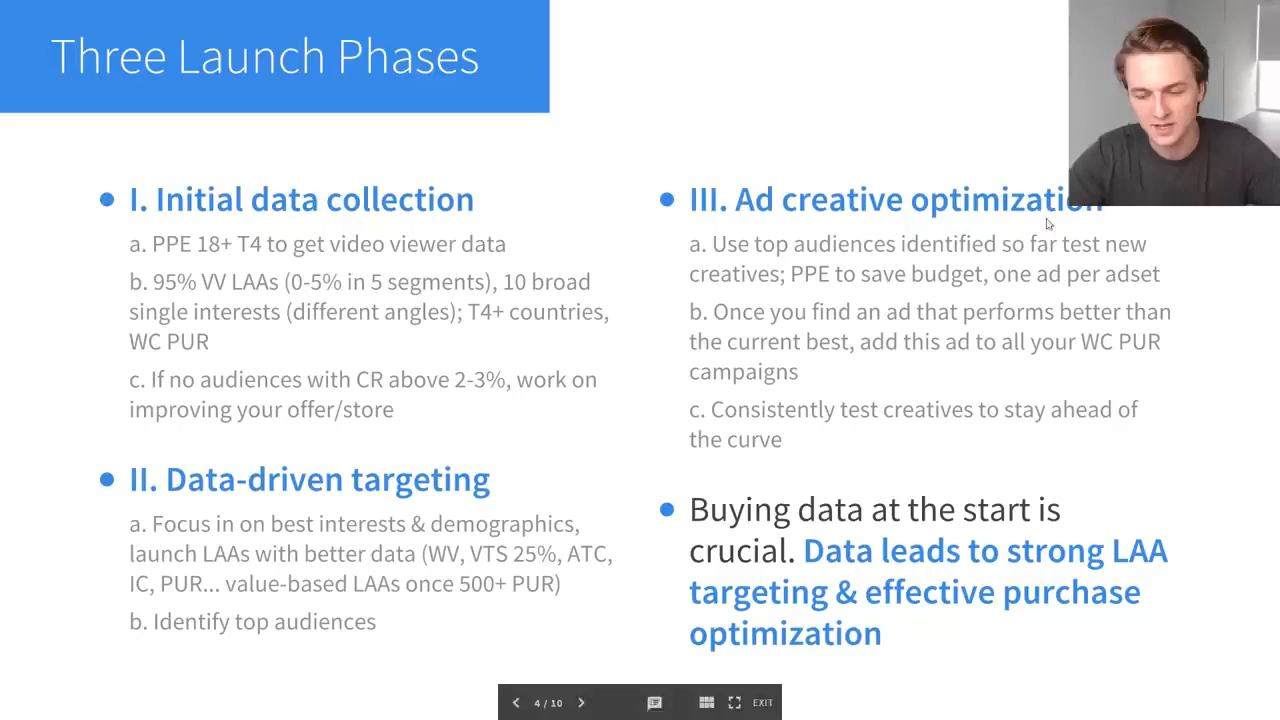 Three Launch Phases
I. Initial data collection
a. PPE 18+ T4 to get video viewer data
b. 95% VV LAAs (0-5% in 5 segments), 10 broad
single interests (different angles); T4+ countries,
WC PUR
c. If no audiences with CR above 2-3%, work on
improving your offer/store
II. Data-driven targeting
a. Focus in on best interests & demographics,
launch LAAs with better data (WV, VTS 25%, ATC,
IC, PUR... value-based LAAs once 500+ PUR)
b. Identify top audiences
III. Ad creative optimization
a. Use top audiences identified so far test new
creatives; PPE to save budget, one ad per adset
b. Once you find an ad that performs better than
the current best, add this ad to all your WC PUR
campaigns
c. Consistently test creatives to stay ahead of
the curve
Buying data at the start is
crucial. Data leads to strong LAA
targeting & effective purchase
optimization
4 / 10
EXIT